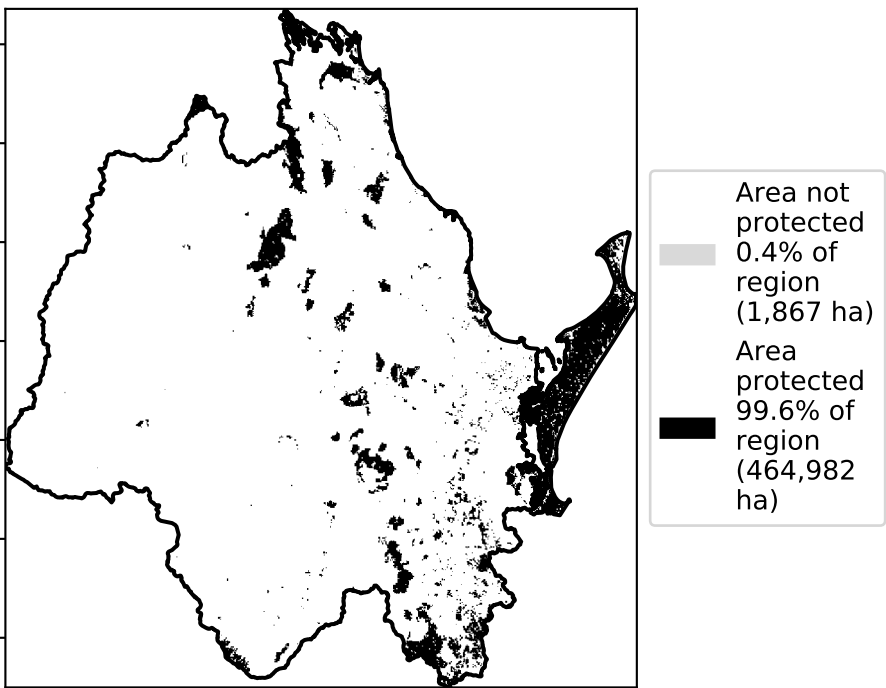 Area not
protected
0.4% of
region
(1,867 ha)
Area
protected
99.6% of
region
(464,982
ha)